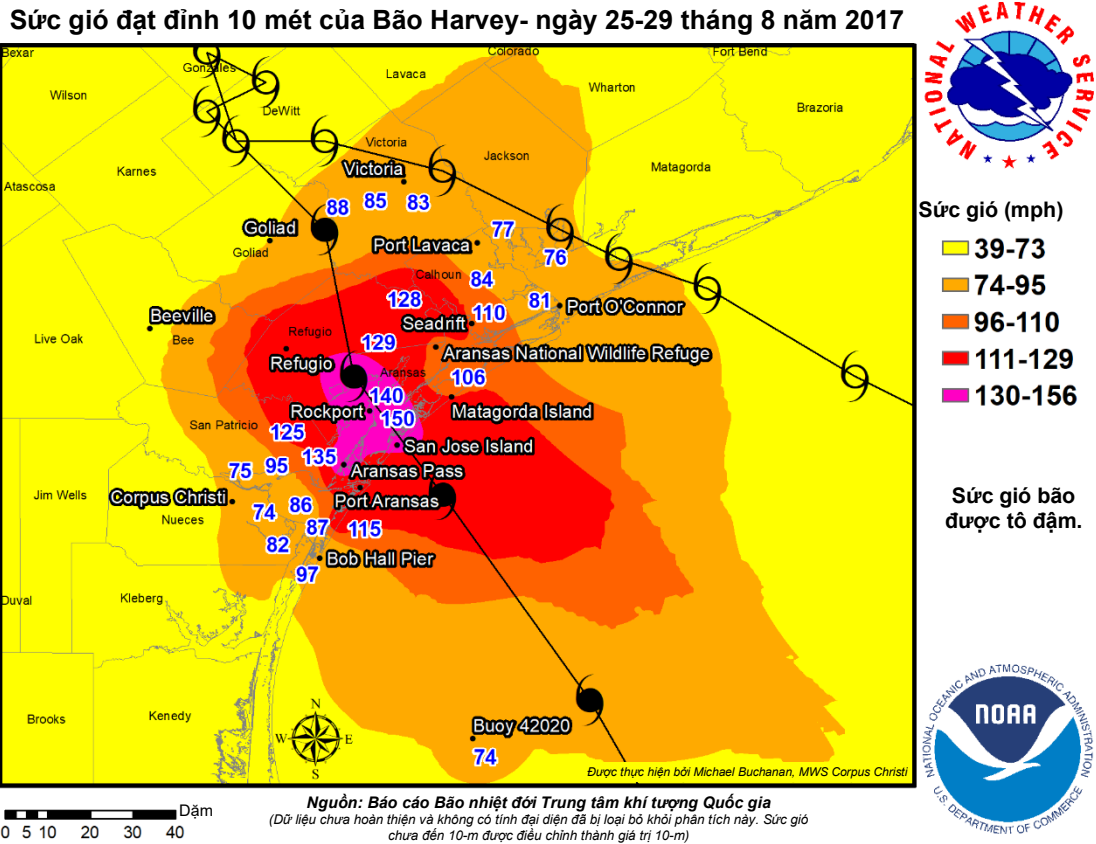 Sức gió đạt đỉnh 10 mét của Bão Harvey- ngày 25-29 tháng 8 năm 2017
Bexar
Gonzales
Colorado
Fort Bend
Lavaca
Wilson
DeWitt
Wharton
Brazoria
Victoria
Jackson
Matagorda
Karnes
Atascosa
Victoria
88
85
83
Goliad
Goliad
77
Port Lavaca
76
Calhoun
84
128
81
Port O'Connor
110
Seadrift
Beeville
Bee
Live Oak
Refugio
129
Refugio
Aransas National Wildlife Refuge
Aransas
106
140
Rockport
150
Matagorda Island
San Patricio
125
San Jose Island
135
95
75
Aransas Pass
Jim Wells
Corpus Christi
Port Aransas
86
74
Nueces
87
115
82
Bob Hall Pier
97
Duval
Kleberg
Brooks
Kenedy
N
W
E
S
Buoy 42020
74
Được thực hiện bởi Michael Buchanan, MWS Corpus Christi
NATIONAL WEATHER SERVICE
Sức gió (mph)
39-73
74-95
96-110
111-129
130-156
Sức gió bão
được tô đậm.
NATIONAL OCEANIC AND ATMOSPHERIC ADMINISTRATION
NOAA
U.S. DEPARTMENT OF COMMERCE
Dặm
0 5 10 20 30 40
Nguồn: Báo cáo Bão nhiệt đới Trung tâm khí tượng Quốc gia
(Dữ liệu chưa hoàn thiện và không có tính đại diện đã bị loại bỏ khỏi phân tích này. Sức gió
chưa đến 10-m được điều chỉnh thành giá trị 10-m)